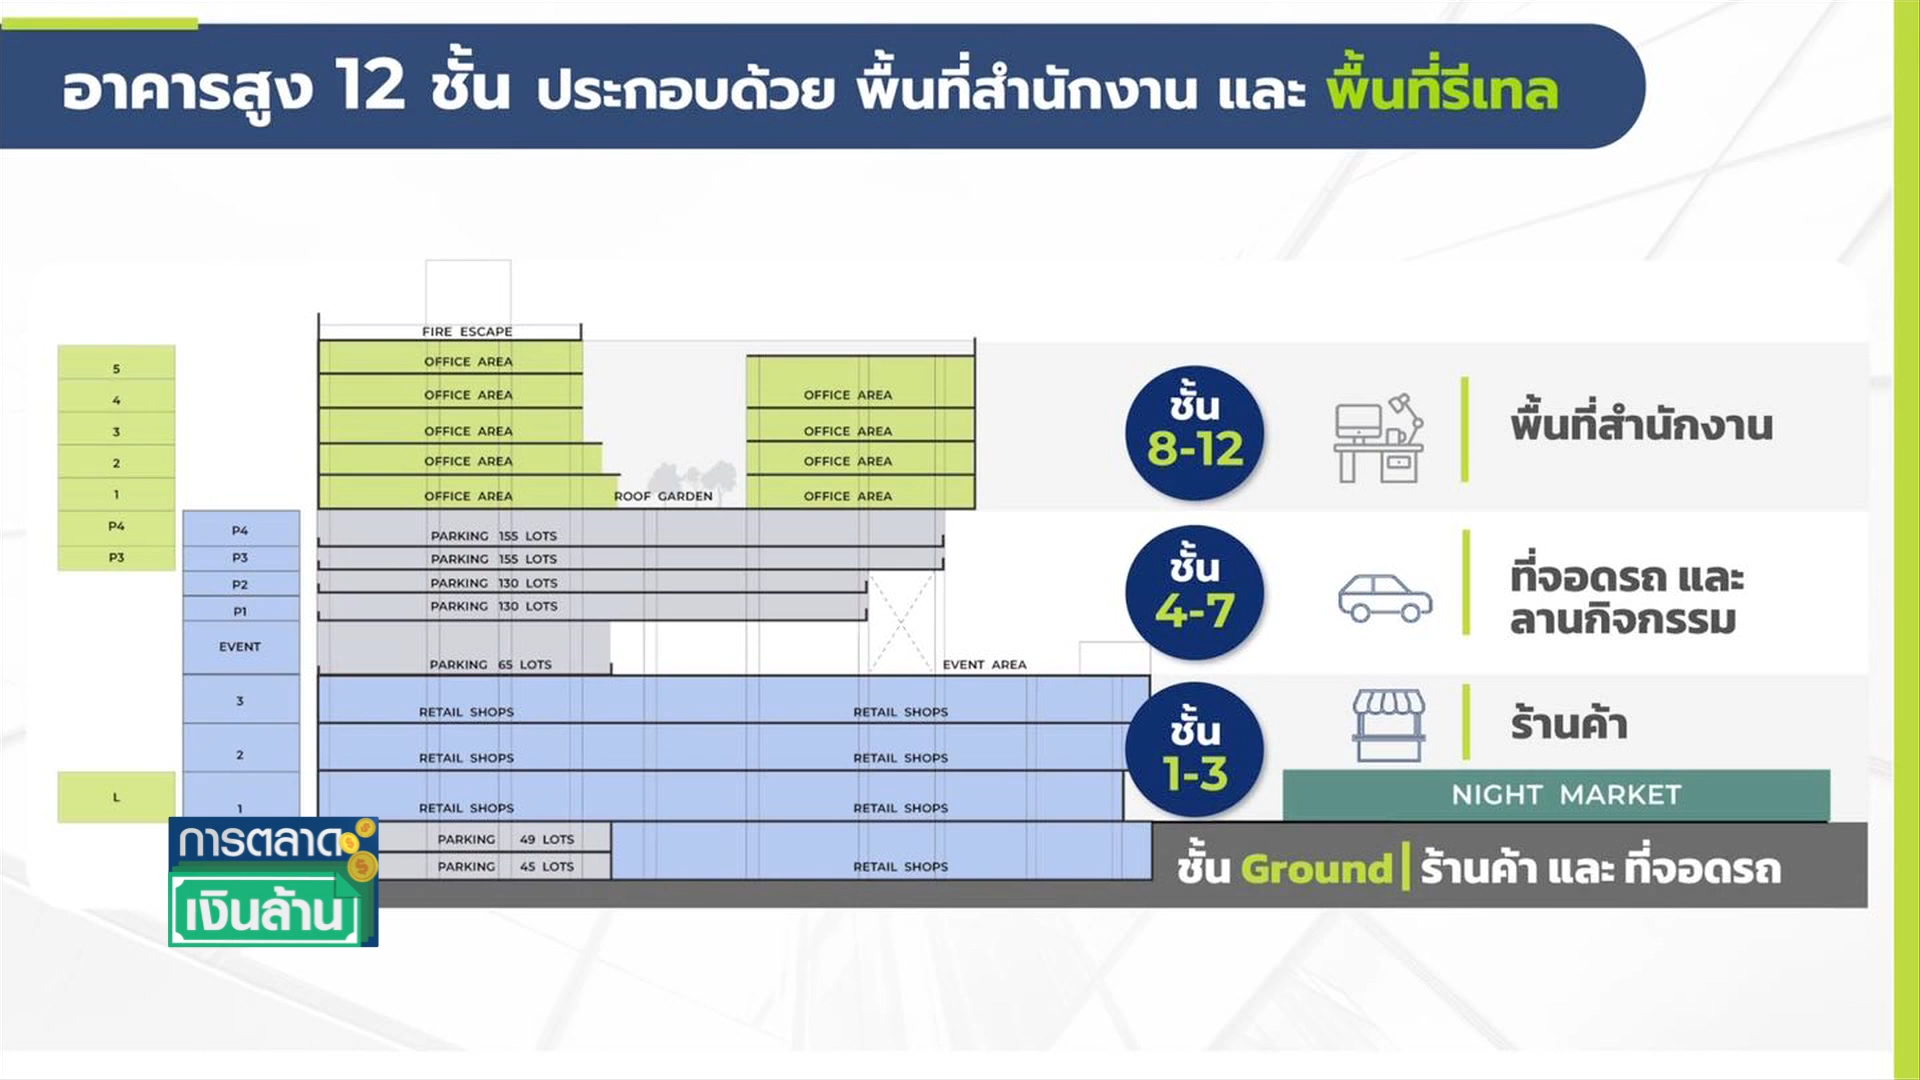 อาคารสูง 12 ชั้น ประกอบด้วย พื้นที่สำนักงาน และ พื้นที่รีเทล
FIRE ESCAPE
5
OFFICE AREA
4
OFFICE AREA
OFFICE AREA
3
OFFICE AREA
OFFICE AREA
2
OFFICE AREA
OFFICE AREA
1
OFFICE AREA
ROOF GARDEN
OFFICE AREA
ชั้น
8-12
พื้นที่สำนักงาน
P4
P4
PARKING 155 LOTS
P3
P3
PARKING 155 LOTS
P2
PARKING 130 LOTS
P1
PARKING 130 LOTS
EVENT
PARKING 65 LOTS
EVENT AREA
ชั้น
4-7
ที่จอดรถ และ
ลานกิจกรรม
3
RETAIL SHOPS
RETAIL SHOPS
2
RETAIL SHOPS
RETAIL SHOPS
L
1
RETAIL SHOPS
RETAIL SHOPS
ชั้น
1-3
ร้านค้า
NIGHT MARKET
PARKING 49 LOTS
PARKING 45 LOTS
RETAIL SHOPS
ชั้น Ground | ร้านค้า และ ที่จอดรถ
การตลาด
เงินล้าน